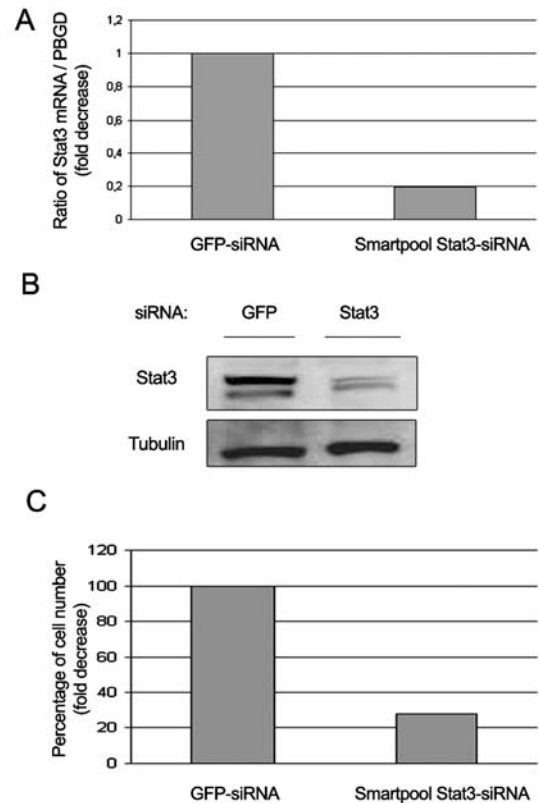 A
Ratio of Stat3 mRNA / PBGD
(fold decrease)
1,2
1
0,8
0,6
0,4
0,2
0
GFP-siRNA
Smartpool Stat3-siRNA
B
siRNA:
GFP
Stat3
Stat3
Tubulin
C
Percentage of cell number
(fold decrease)
120
100
80
60
40
20
0
GFP-siRNA
Smartpool Stat3-siRNA